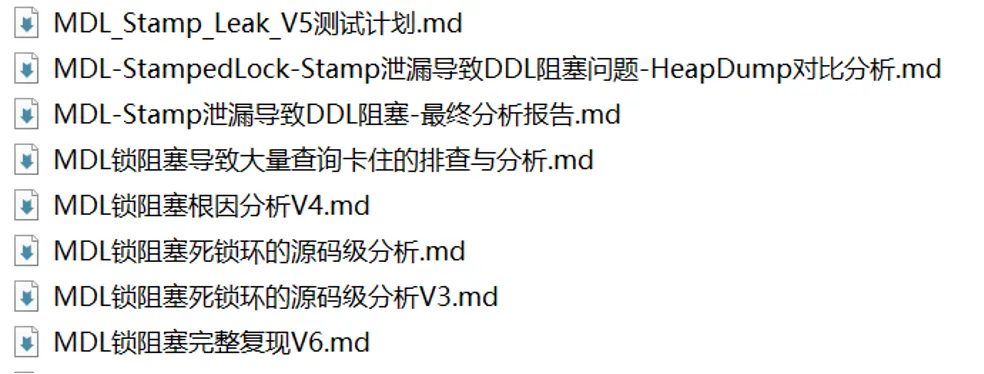 MDL_Stamp_Leak_V5测试计划.md
MDL-StampedLock-Stamp泄漏导致DDL阻塞问题-HeapDump对比分析.md
MDL-Stamp泄漏导致DDL阻塞-最终分析报告.md
MDL锁阻塞导致大量查询卡住的排查与分析.md
MDL锁阻塞根因分析V4.md
MDL锁阻塞死锁环的源码级分析.md
MDL锁阻塞死锁环的源码级分析V3.md
MDL锁阻塞完整复现V6.md